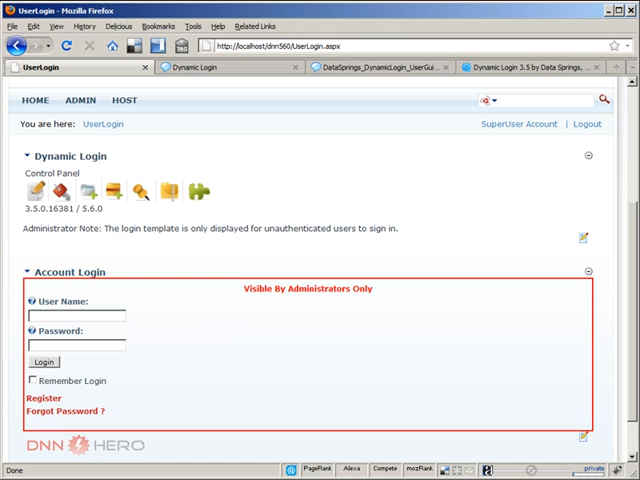 UserLogin - Mozilla Firefox
File Edit View History Delicious Bookmarks Tools Help Related Links
TAG
http://localhost/dnn560/UserLogin.aspx
UserLogin
Dynamic Login
DataSprings_DynamicLogin_UserGui...
Dynamic Login 3.5 by Data Springs, ...
HOME ADMIN HOST
You are here: UserLogin
SuperUser Account | Logout
Dynamic Login
Control Panel
3.5.0.16381 / 5.6.0
Administrator Note: The login template is only displayed for unauthenticated users to sign in.
Account Login
Visible By Administrators Only
User Name:
Password:
Login
Remember Login
Register
Forgot Password ?
DNN HERO
Done
PageRank Alexa Compete mozRank
private